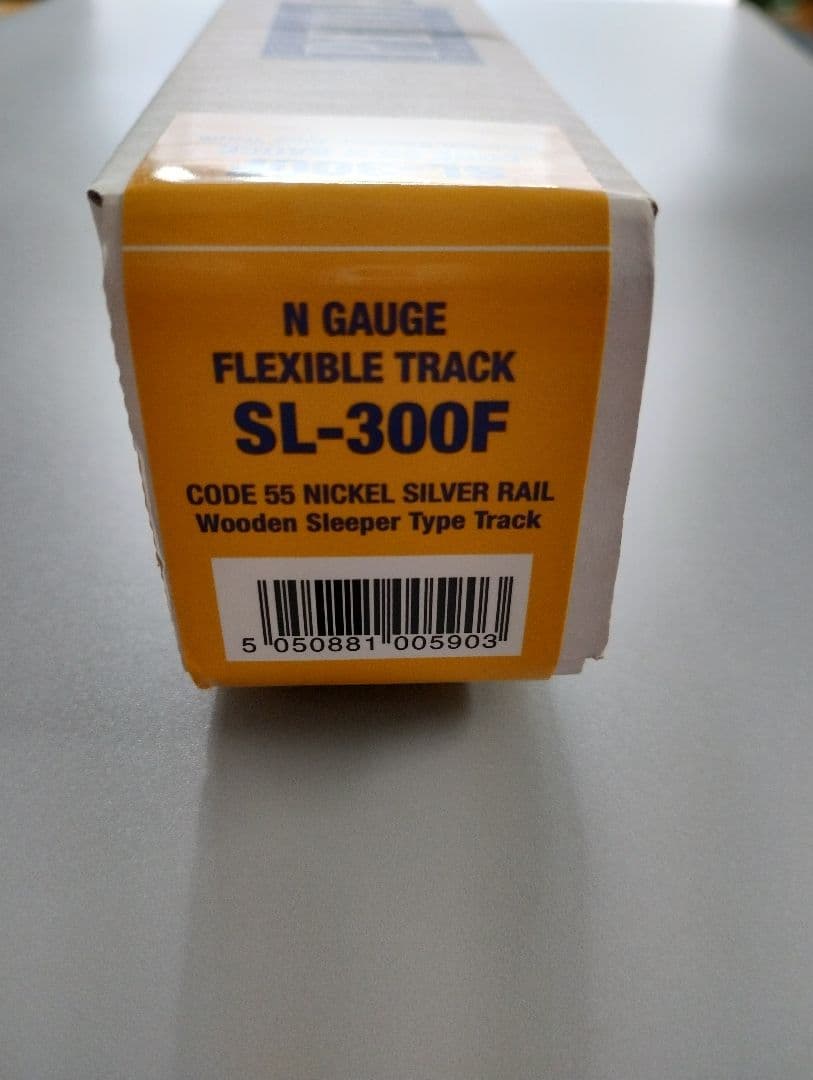 N GAUGE
FLEXIBLE TRACK
SL-300F
CODE 55 NICKEL SILVER RAIL
Wooden Sleeper Type Track
5 050881 005903